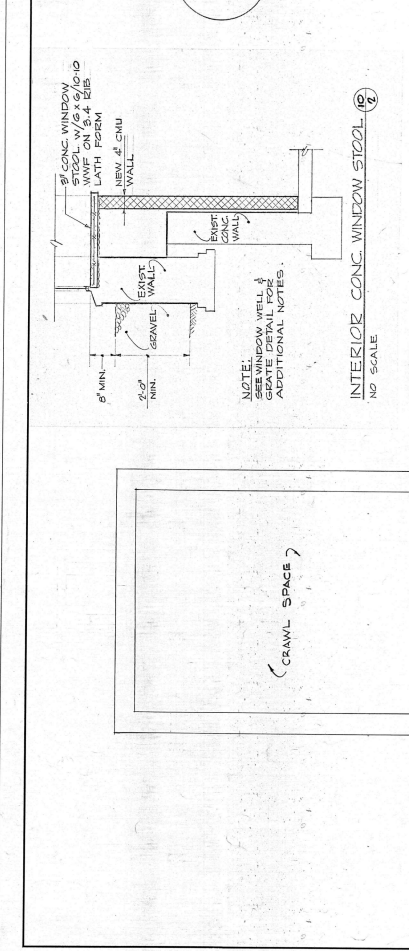 3" CONC. WINDOW
STOOL W/6 x 6/10-10
WWF ON 3.4 RIB
LATH FORM
NEW 4" CMU
WALL
EXIST.
CONC.
WALL
EXIST.
WALL
GRAVEL
8" MIN.
2'-0"
MIN.
NOTE:
SEE WINDOW WELL &
GRATE DETAIL FOR
ADDITIONAL NOTES.
INTERIOR CONC. WINDOW STOOL
10
2
NO SCALE
CRAWL SPACE